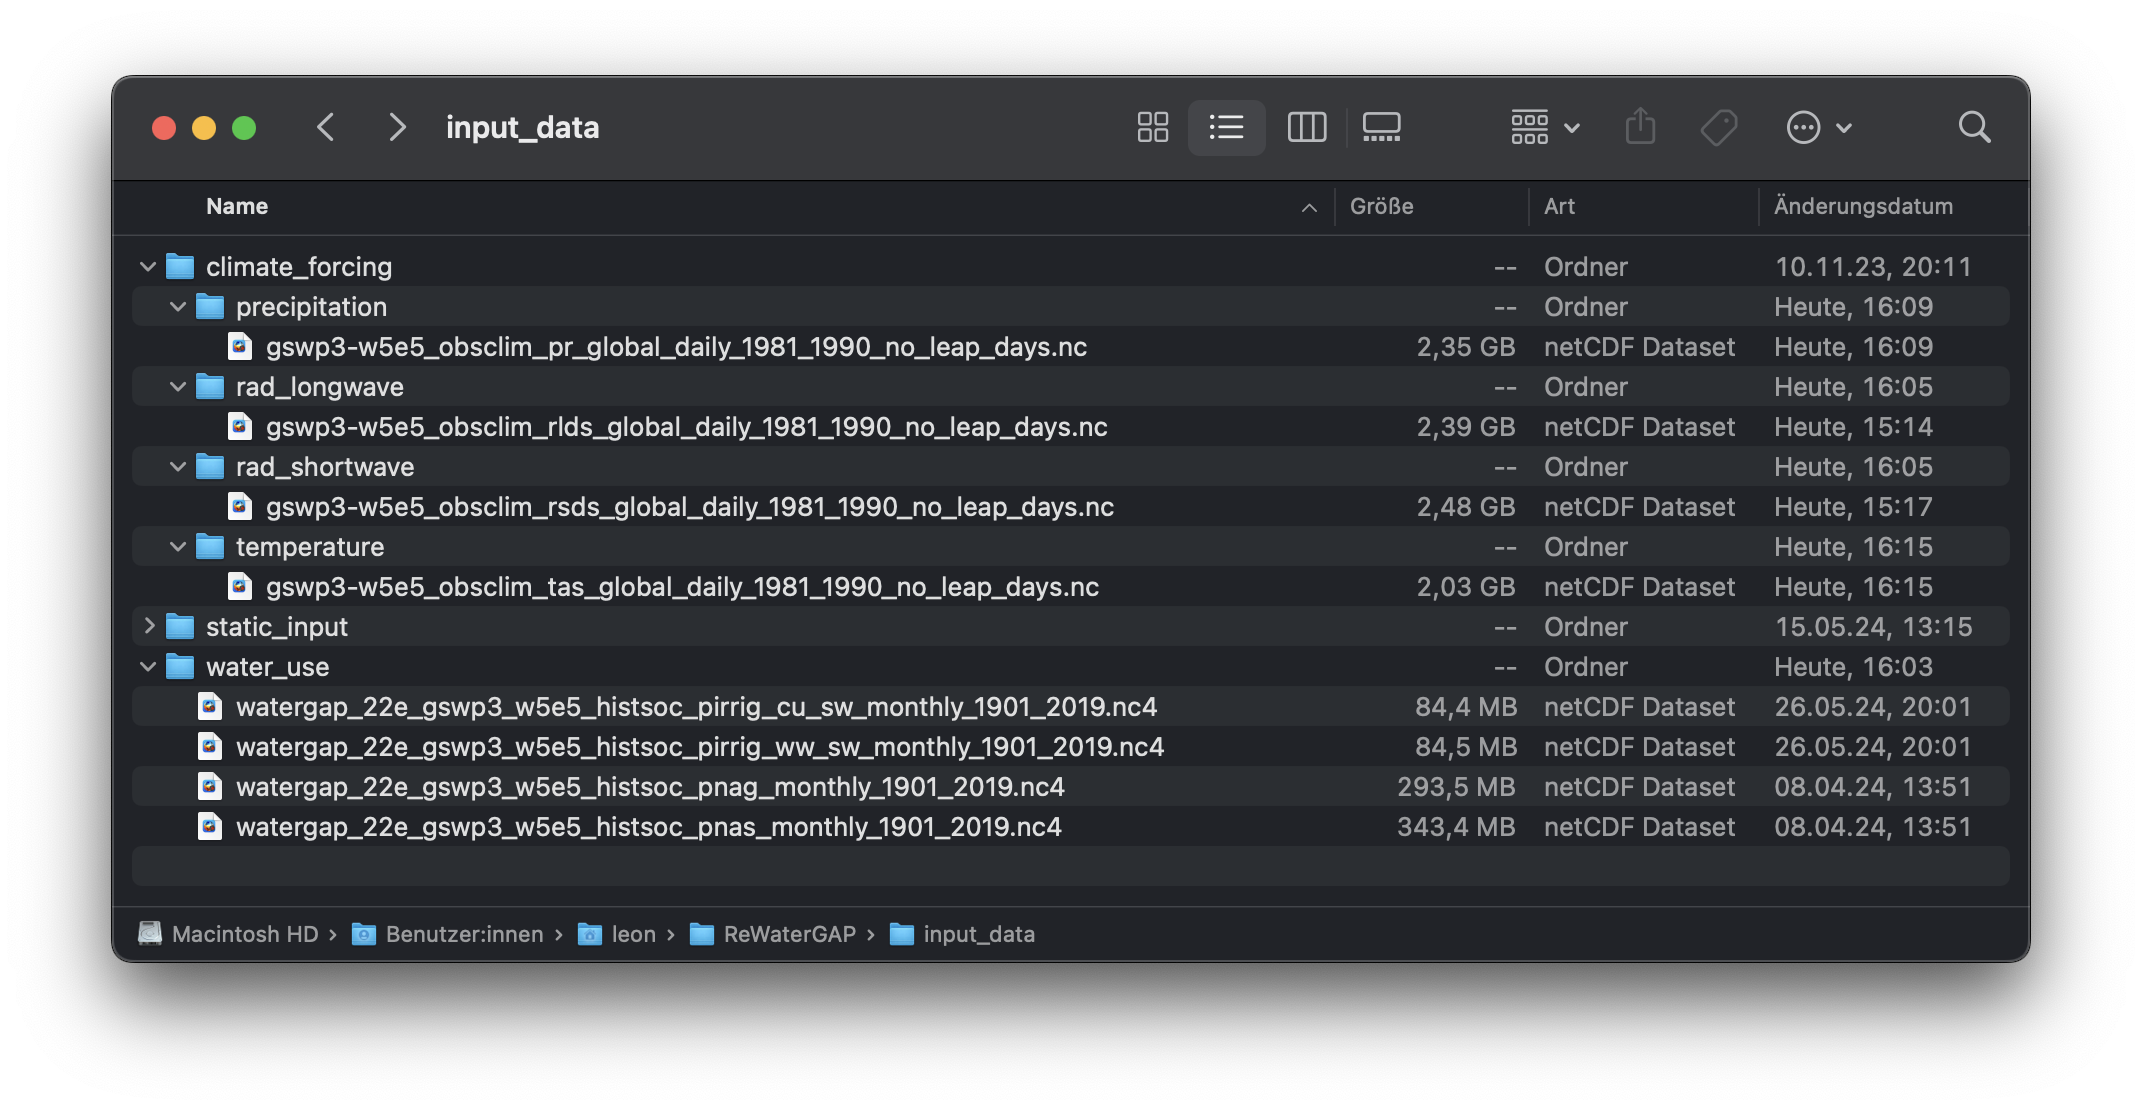 input_data
Name Größe Art Änderungsdatum
climate_forcing -- Ordner 10.11.23, 20:11
precipitation -- Ordner Heute, 16:09
gswp3-w5e5_obsclim_pr_global_daily_1981_1990_no_leap_days.nc 2,35 GB netCDF Dataset Heute, 16:09
rad_longwave -- Ordner Heute, 16:05
gswp3-w5e5_obsclim_rlds_global_daily_1981_1990_no_leap_days.nc 2,39 GB netCDF Dataset Heute, 15:14
rad_shortwave -- Ordner Heute, 16:05
gswp3-w5e5_obsclim_rsds_global_daily_1981_1990_no_leap_days.nc 2,48 GB netCDF Dataset Heute, 15:17
temperature -- Ordner Heute, 16:15
gswp3-w5e5_obsclim_tas_global_daily_1981_1990_no_leap_days.nc 2,03 GB netCDF Dataset Heute, 16:15
static_input -- Ordner 15.05.24, 13:15
water_use -- Ordner Heute, 16:03
watergap_22e_gswp3_w5e5_histsoc_pirrig_cu_sw_monthly_1901_2019.nc4 84,4 MB netCDF Dataset 26.05.24, 20:01
watergap_22e_gswp3_w5e5_histsoc_pirrig_ww_sw_monthly_1901_2019.nc4 84,5 MB netCDF Dataset 26.05.24, 20:01
watergap_22e_gswp3_w5e5_histsoc_pnag_monthly_1901_2019.nc4 293,5 MB netCDF Dataset 08.04.24, 13:51
watergap_22e_gswp3_w5e5_histsoc_pnas_monthly_1901_2019.nc4 343,4 MB netCDF Dataset 08.04.24, 13:51
Macintosh HD › Benutzer:innen › leon › ReWaterGAP › input_data